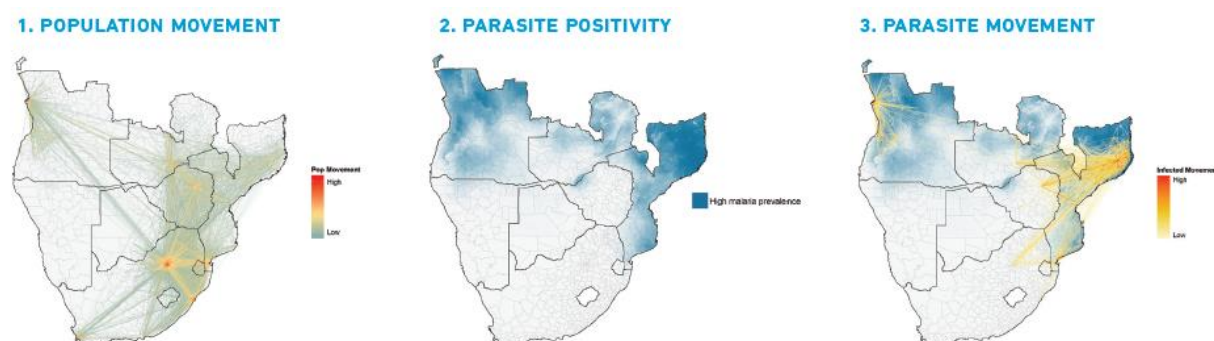 1. POPULATION MOVEMENT
Pop Movement
High
Low
2. PARASITE POSITIVITY
High malaria prevalence
3. PARASITE MOVEMENT
Infected Movemen
High
Low